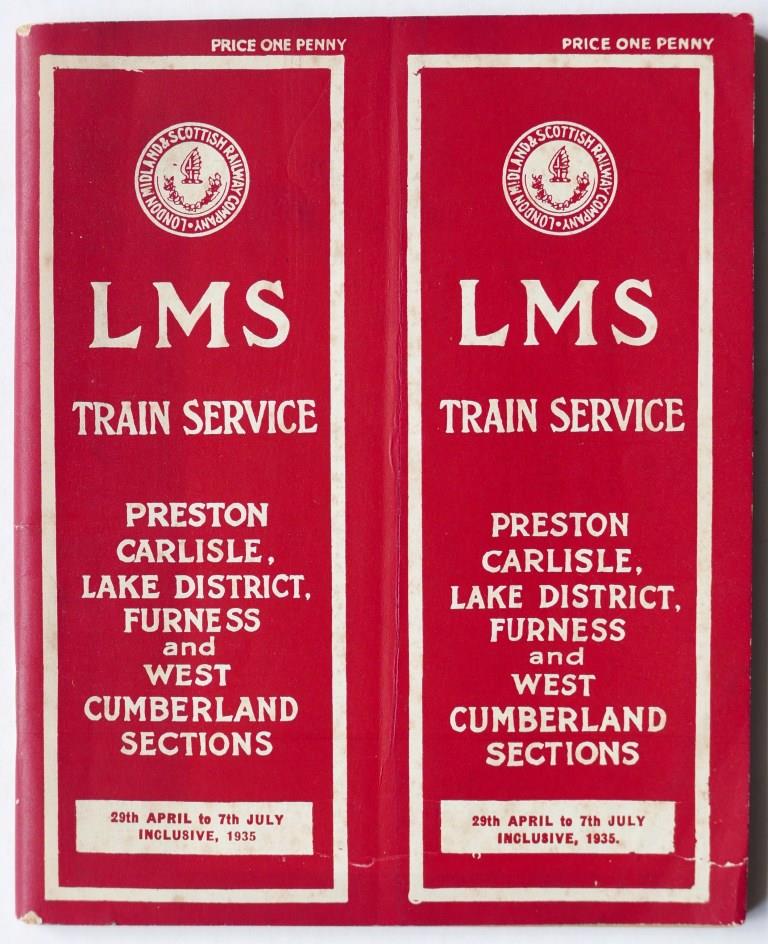 PRICE ONE PENNY
LONDON MIDLAND & SCOTTISH RAILWAY COMPANY •
LMS
TRAIN SERVICE
PRESTON
CARLISLE,
LAKE DISTRICT,
FURNESS
and
WEST
CUMBERLAND
SECTIONS
29th APRIL to 7th JULY
INCLUSIVE, 1935
PRICE ONE PENNY
LONDON MIDLAND & SCOTTISH RAILWAY COMPANY •
LMS
TRAIN SERVICE
PRESTON
CARLISLE,
LAKE DISTRICT,
FURNESS
and
WEST
CUMBERLAND
SECTIONS
29th APRIL to 7th JULY
INCLUSIVE, 1935.